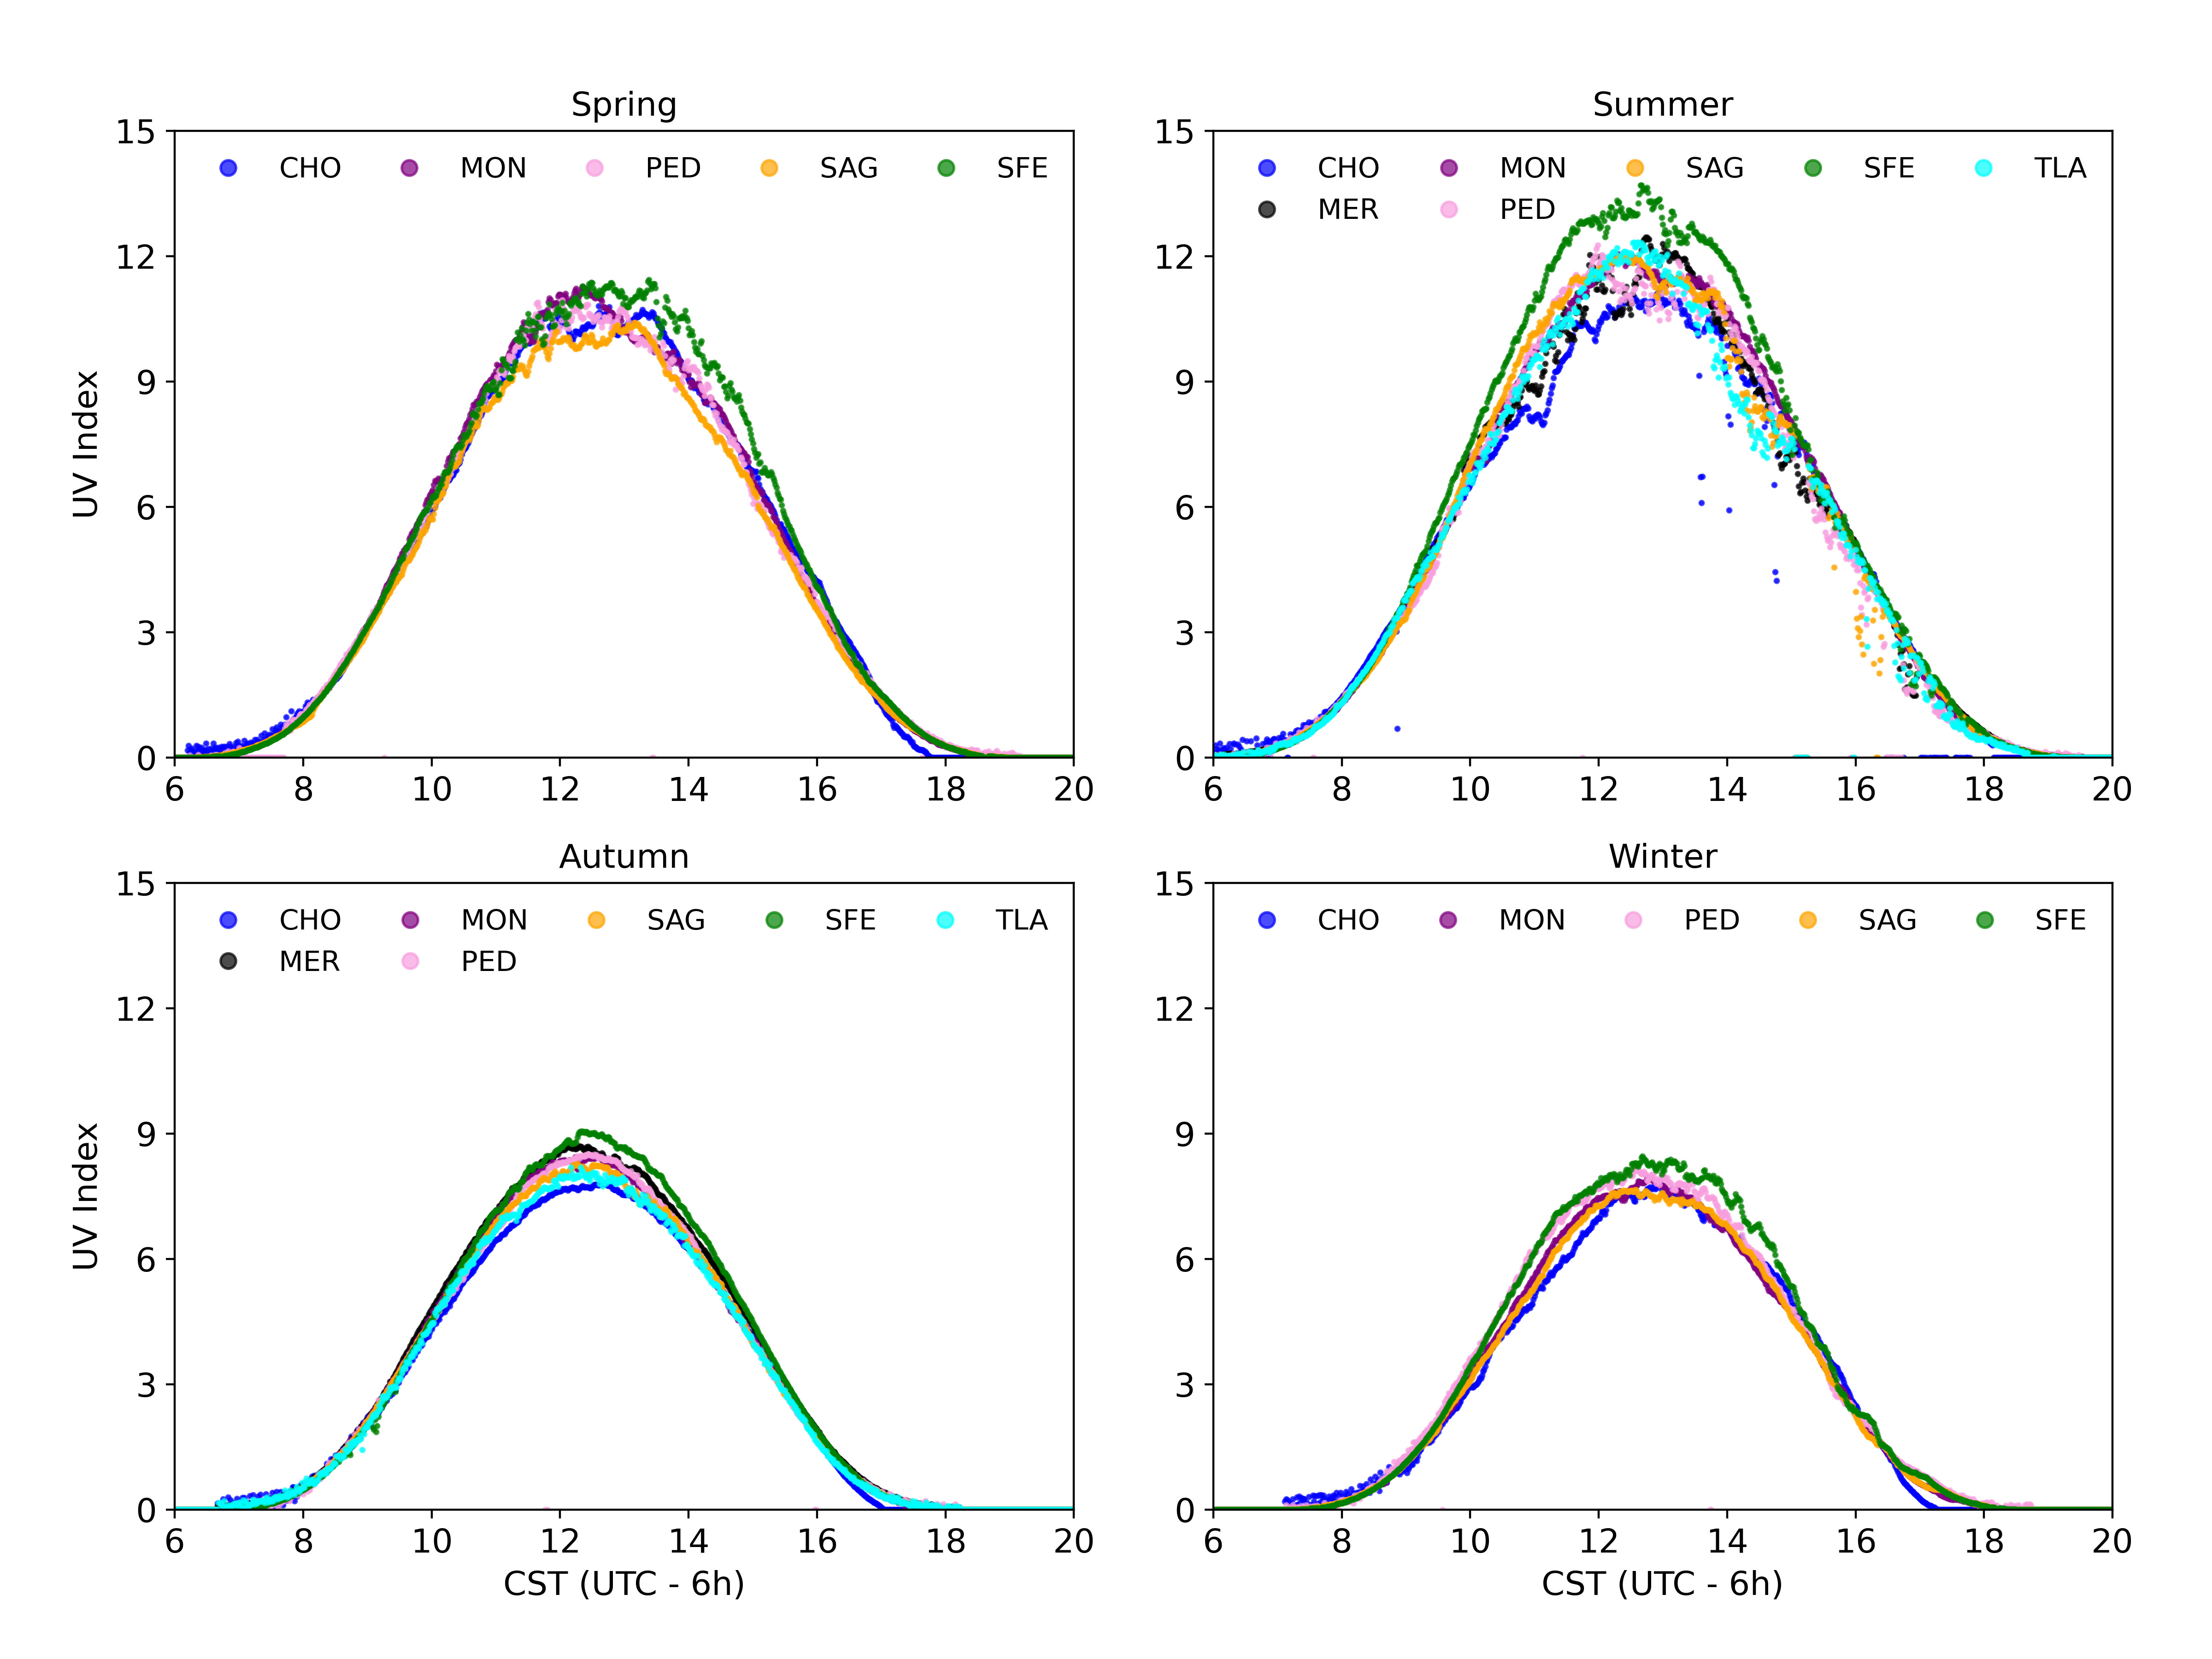 Spring
15
12
9
6
3
0
UV Index
CHO MON PED SAG SFE
6 8 10 12 14 16 18 20
Summer
15
12
9
6
3
0
CHO MON SAG SFE TLA
MER PED
6 8 10 12 14 16 18 20
Autumn
15
12
9
6
3
0
UV Index
CHO MON SAG SFE TLA
MER PED
6 8 10 12 14 16 18 20
CST (UTC - 6h)
Winter
15
12
9
6
3
0
CHO MON PED SAG SFE
6 8 10 12 14 16 18 20
CST (UTC - 6h)